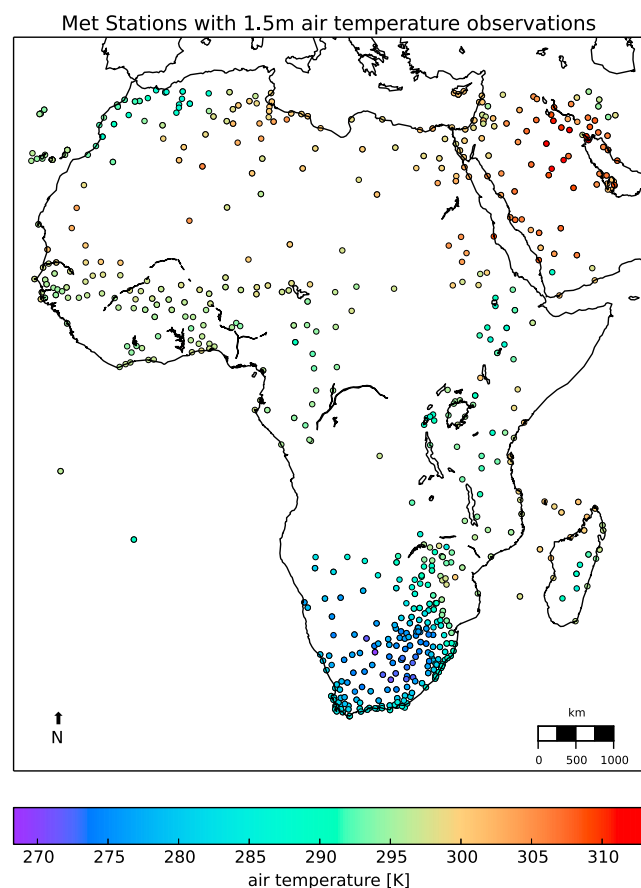 Met Stations with 1.5m air temperature observations
N
km
0 500 1000
270 275 280 285 290 295 300 305 310
air temperature [K]